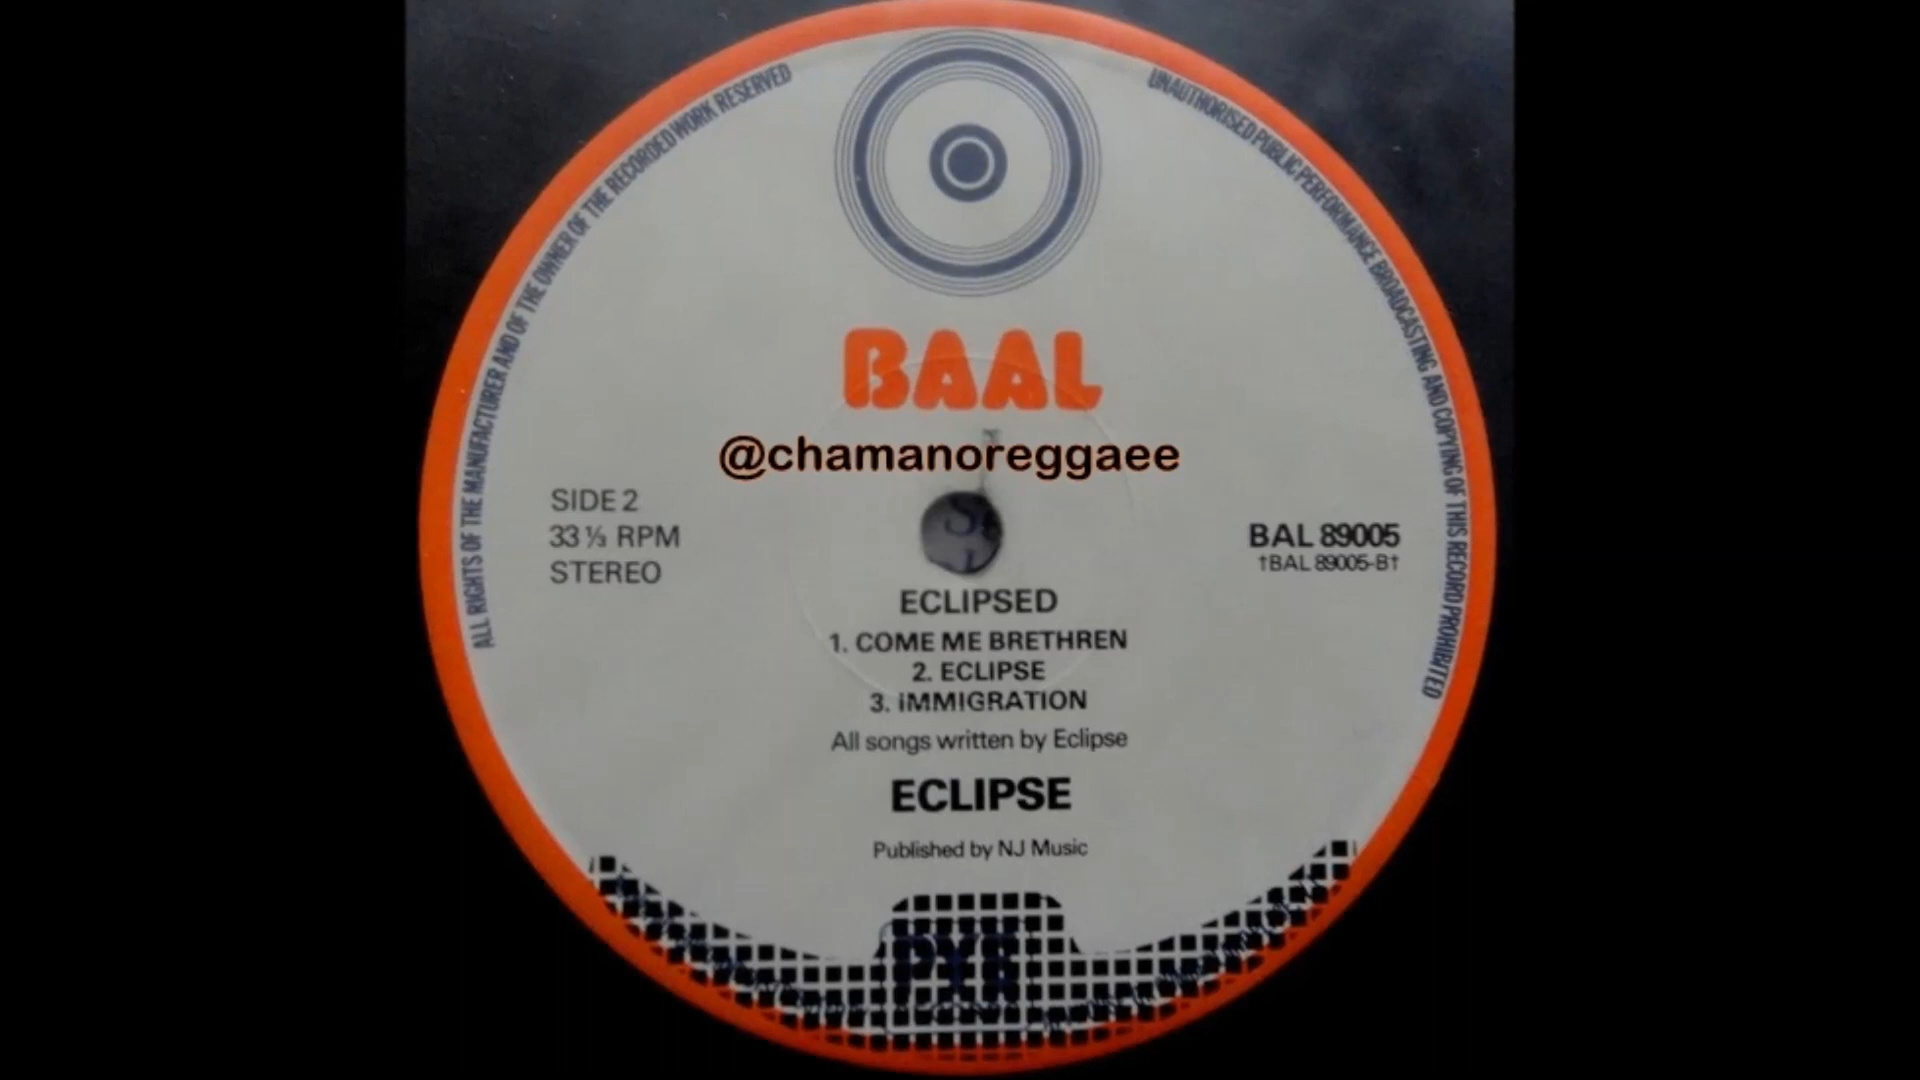 ALL RIGHTS OF THE MANUFACTURER AND OF THE OWNER OF THE RECORDED WORK RESERVED
UNAUTHORISED PUBLIC PERFORMANCE BROADCASTING AND COPYING OF THIS RECORD PROHIBITED
BAAL
@chamanoreggaee
SIDE 2
33 ⅓ RPM
STEREO
BAL 89005
†BAL 89005-B†
ECLIPSED
1. COME ME BRETHREN
2. ECLIPSE
3. IMMIGRATION
All songs written by Eclipse
ECLIPSE
Published by NJ Music
PYE
RECORDS